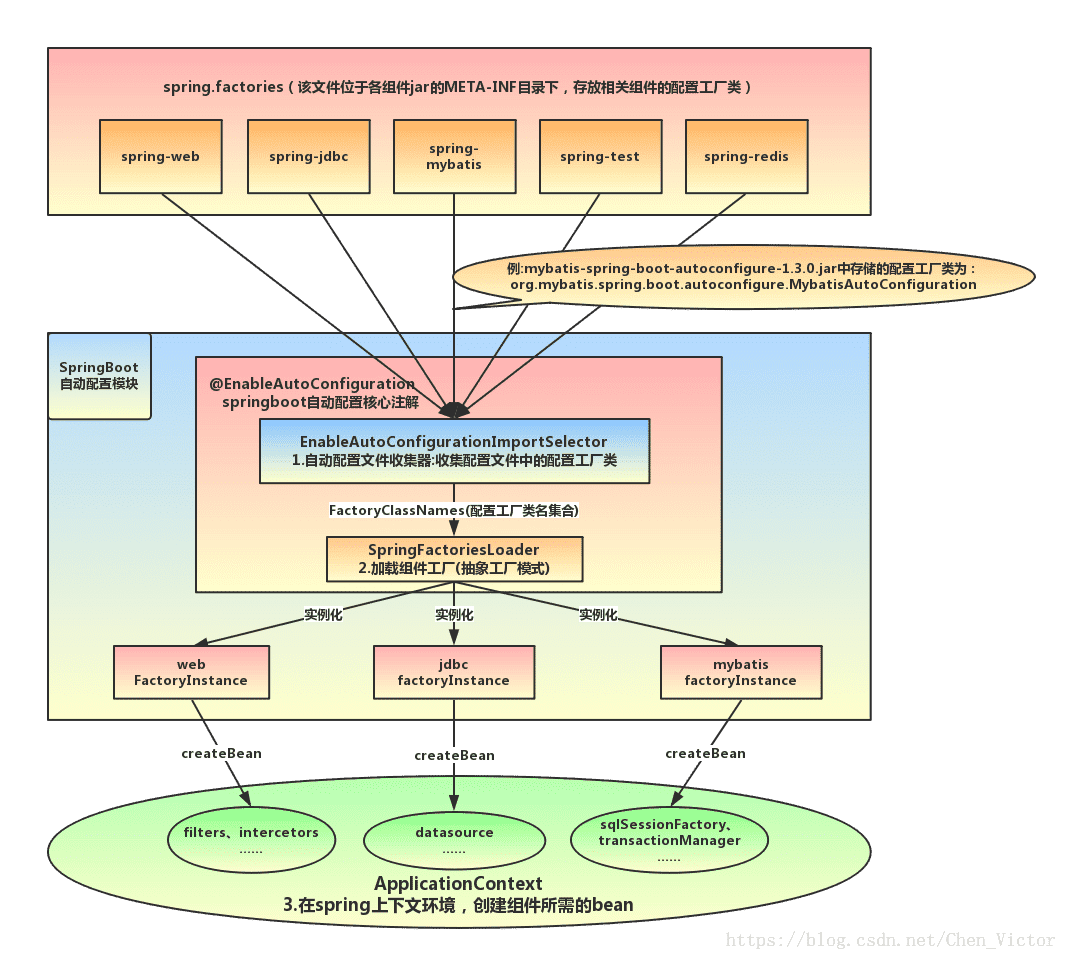 spring.factories（该文件位于各组件jar的META-INF目录下，存放相关组件的配置工厂类）
spring-web
spring-jdbc
spring-
mybatis
spring-test
spring-redis
例:mybatis-spring-boot-autoconfigure-1.3.0.jar中存储的配置工厂类为：
org.mybatis.spring.boot.autoconfigure.MybatisAutoConfiguration
SpringBoot
自动配置模块
@EnableAutoConfiguration
springboot自动配置核心注解
EnableAutoConfigurationImportSelector
1.自动配置文件收集器:收集配置文件中的配置工厂类
FactoryClassNames(配置工厂类名集合)
SpringFactoriesLoader
2.加载组件工厂(抽象工厂模式)
实例化
实例化
实例化
web
FactoryInstance
jdbc
factoryInstance
mybatis
factoryInstance
createBean
createBean
createBean
filters、intercetors
......
datasource
......
sqlSessionFactory、
transactionManager
......
ApplicationContext
3.在spring上下文环境，创建组件所需的bean
https://blog.csdn.net/Chen_Victor